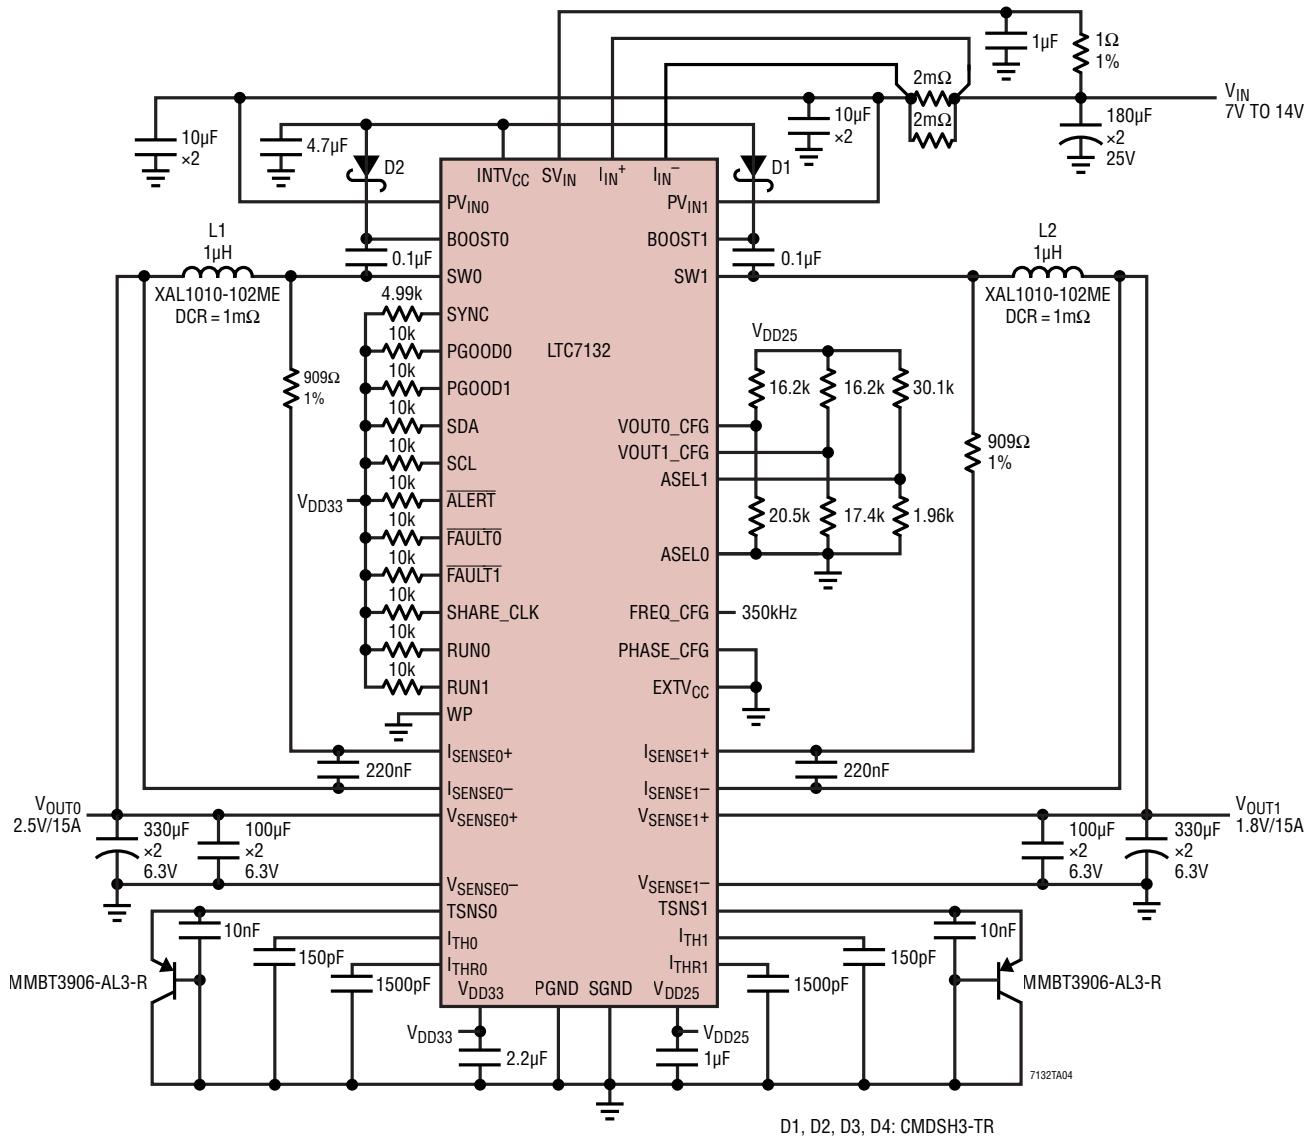 1µF
1Ω
1%
2mΩ
2mΩ
V_IN
7V TO 14V
10µF
×2
4.7µF
D2
10µF
×2
D1
180µF
×2
25V
INTV_CC
SV_IN
I_IN^+
I_IN^–
PV_IN0
PV_IN1
L1
1µH
XAL1010-102ME
DCR = 1mΩ
BOOST0
0.1µF
SW0
BOOST1
0.1µF
SW1
L2
1µH
XAL1010-102ME
DCR = 1mΩ
LTC7132
4.99k
SYNC
10k
PGOOD0
10k
PGOOD1
10k
SDA
10k
SCL
V_DD33
10k
ALERT
10k
FAULT0
10k
FAULT1
10k
SHARE_CLK
10k
RUN0
10k
RUN1
WP
909Ω
1%
V_DD25
16.2k
16.2k
30.1k
VOUT0_CFG
VOUT1_CFG
ASEL1
20.5k
17.4k
1.96k
ASEL0
909Ω
1%
FREQ_CFG
350kHz
PHASE_CFG
EXTV_CC
I_SENSE0+
220nF
I_SENSE0–
V_SENSE0+
I_SENSE1+
220nF
I_SENSE1–
V_SENSE1+
V_OUT0
2.5V/15A
330µF
×2
6.3V
100µF
×2
6.3V
V_OUT1
1.8V/15A
100µF
×2
6.3V
330µF
×2
6.3V
V_SENSE0–
TSNS0
10nF
I_TH0
150pF
I_THR0
1500pF
MMBT3906-AL3-R
V_SENSE1–
TSNS1
10nF
I_TH1
150pF
I_THR1
1500pF
MMBT3906-AL3-R
V_DD33
PGND
SGND
V_DD25
V_DD33
2.2µF
V_DD25
1µF
7132TA04
D1, D2, D3, D4: CMDSH3-TR